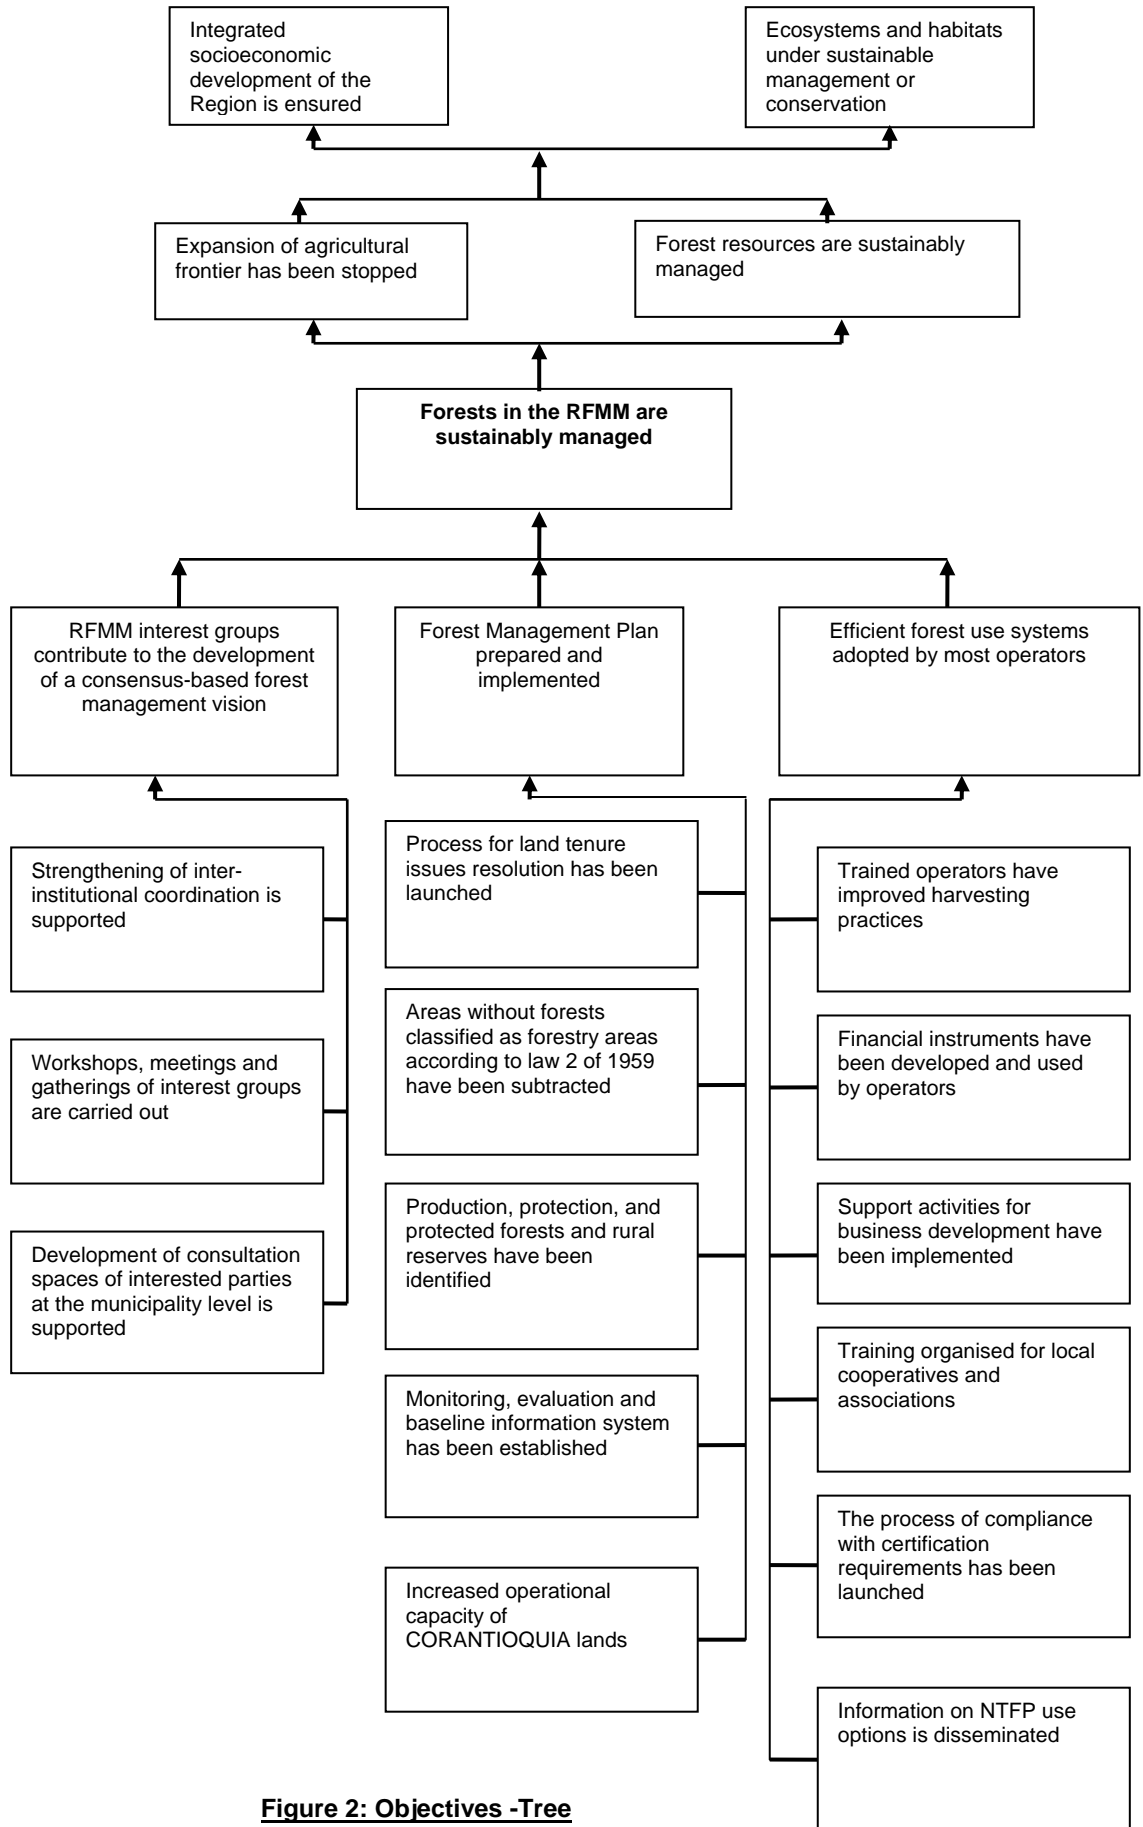 Integrated
socioeconomic
development of the
Region is ensured
Ecosystems and habitats
under sustainable
management or
conservation
Expansion of agricultural
frontier has been stopped
Forest resources are sustainably
managed
Forests in the RFMM are
sustainably managed
RFMM interest groups
contribute to the development
of a consensus-based forest
management vision
Forest Management Plan
prepared and
implemented
Efficient forest use systems
adopted by most operators
Strengthening of inter-
institutional coordination is
supported
Workshops, meetings and
gatherings of interest groups
are carried out
Development of consultation
spaces of interested parties
at the municipality level is
supported
Process for land tenure
issues resolution has been
launched
Areas without forests
classified as forestry areas
according to law 2 of 1959
have been subtracted
Production, protection, and
protected forests and rural
reserves have been
identified
Monitoring, evaluation and
baseline information system
has been established
Increased operational
capacity of
CORANTIOQUIA lands
Trained operators have
improved harvesting
practices
Financial instruments have
been developed and used
by operators
Support activities for
business development have
been implemented
Training organised for local
cooperatives and
associations
The process of compliance
with certification
requirements has been
launched
Information on NTFP use
options is disseminated
Figure 2: Objectives -Tree